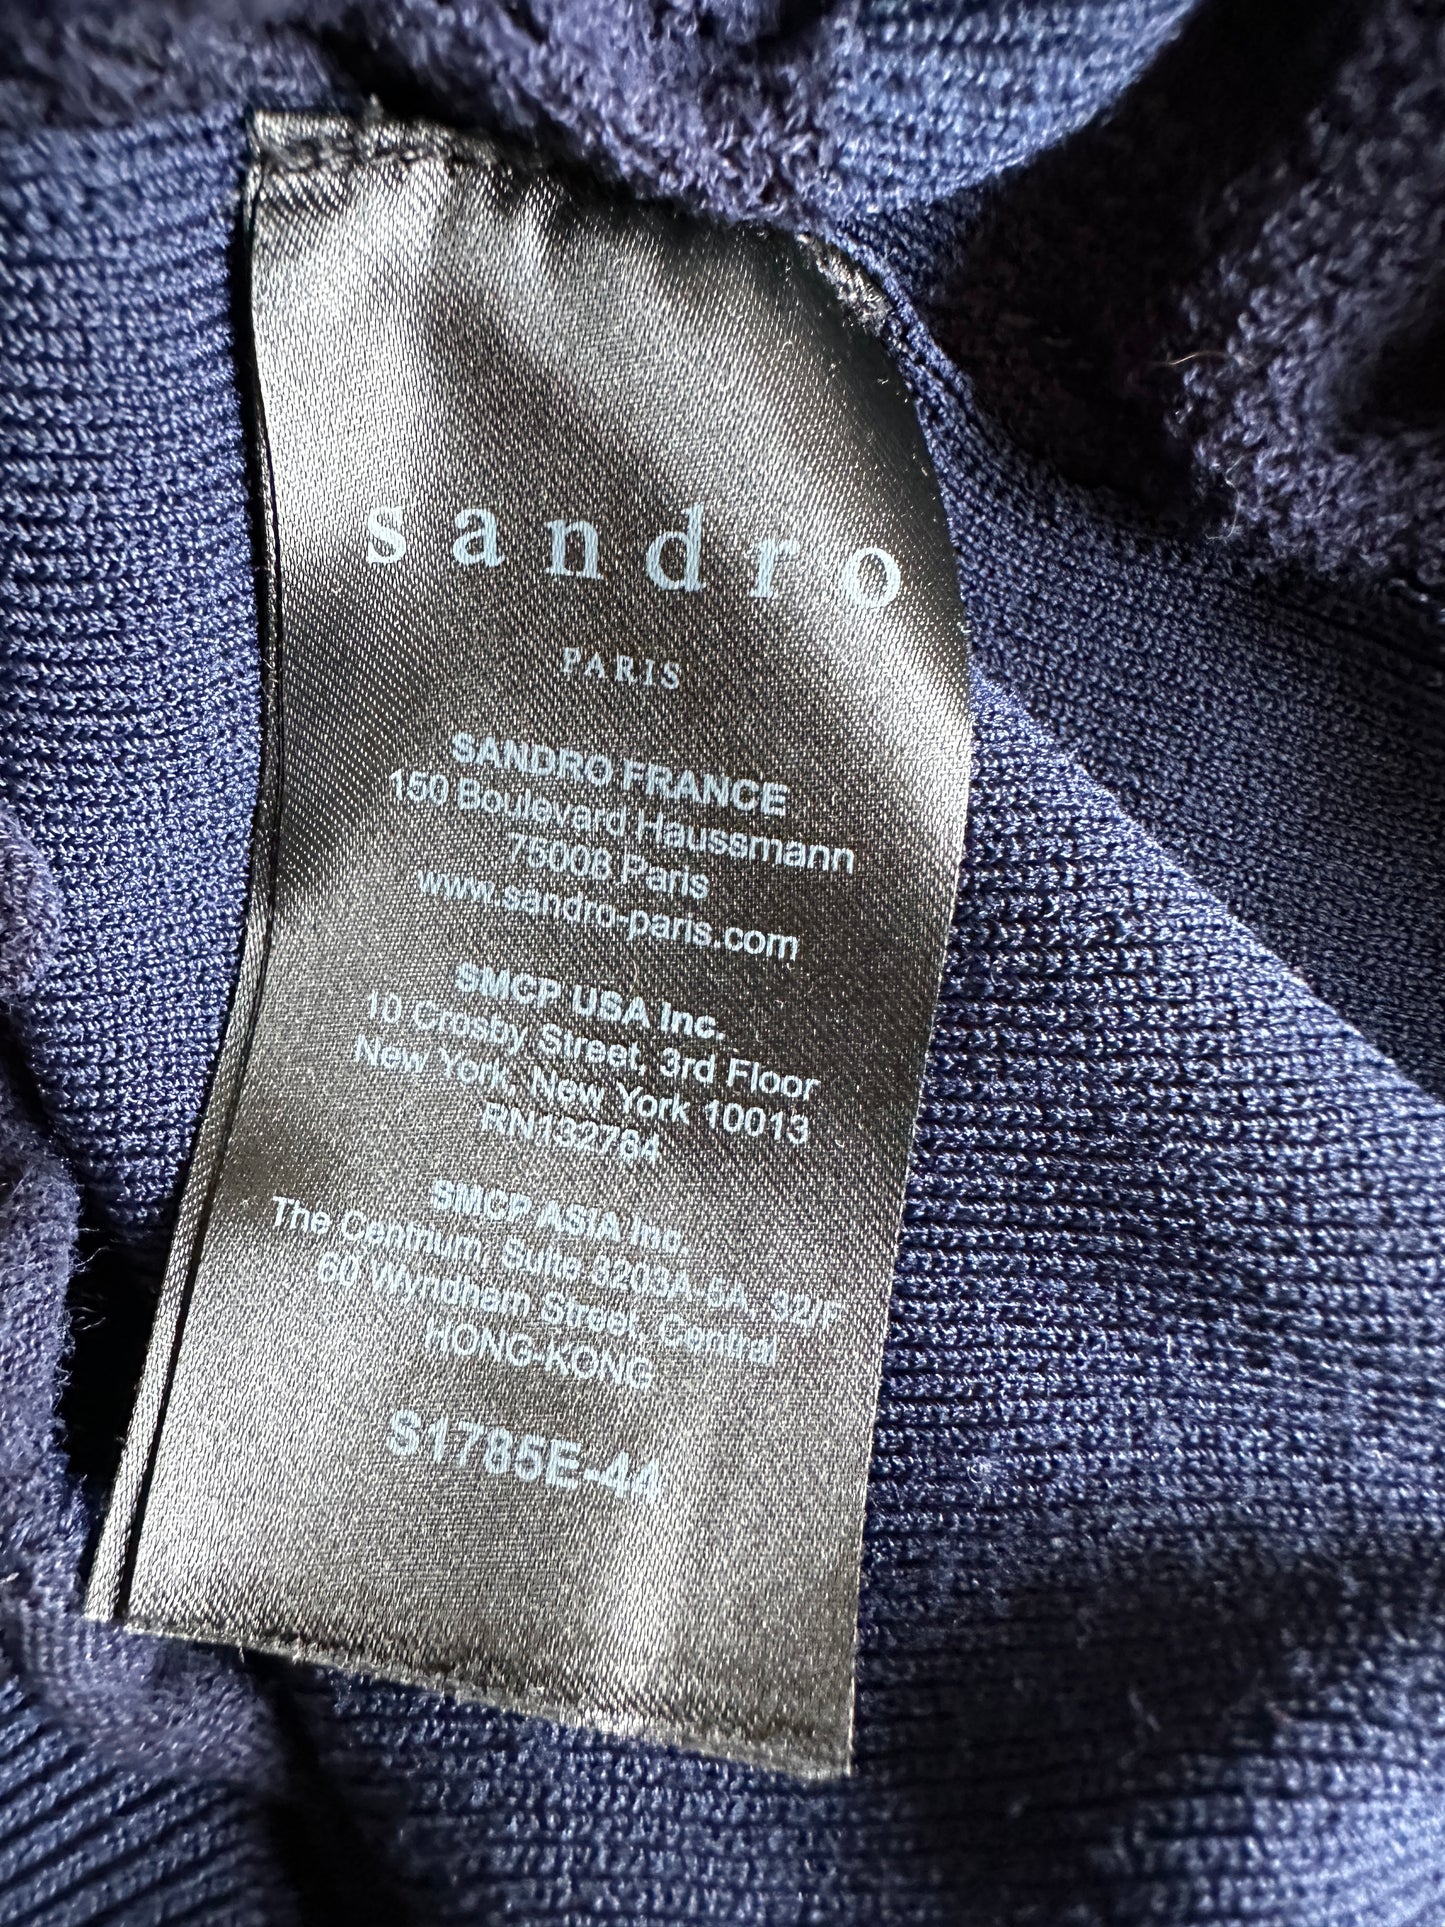 sandro
PARIS
SANDRO FRANCE
150 Boulevard Haussmann
75008 Paris
www.sandro-paris.com
SMCP USA Inc.
10 Crosby Street, 3rd Floor
New York, New York 10013
RN132784
SMCP ASIA Inc.
The Centrium, Suite 3203A-5A, 32/F
60 Wyndham Street, Central
HONG-KONG
S1785E-44